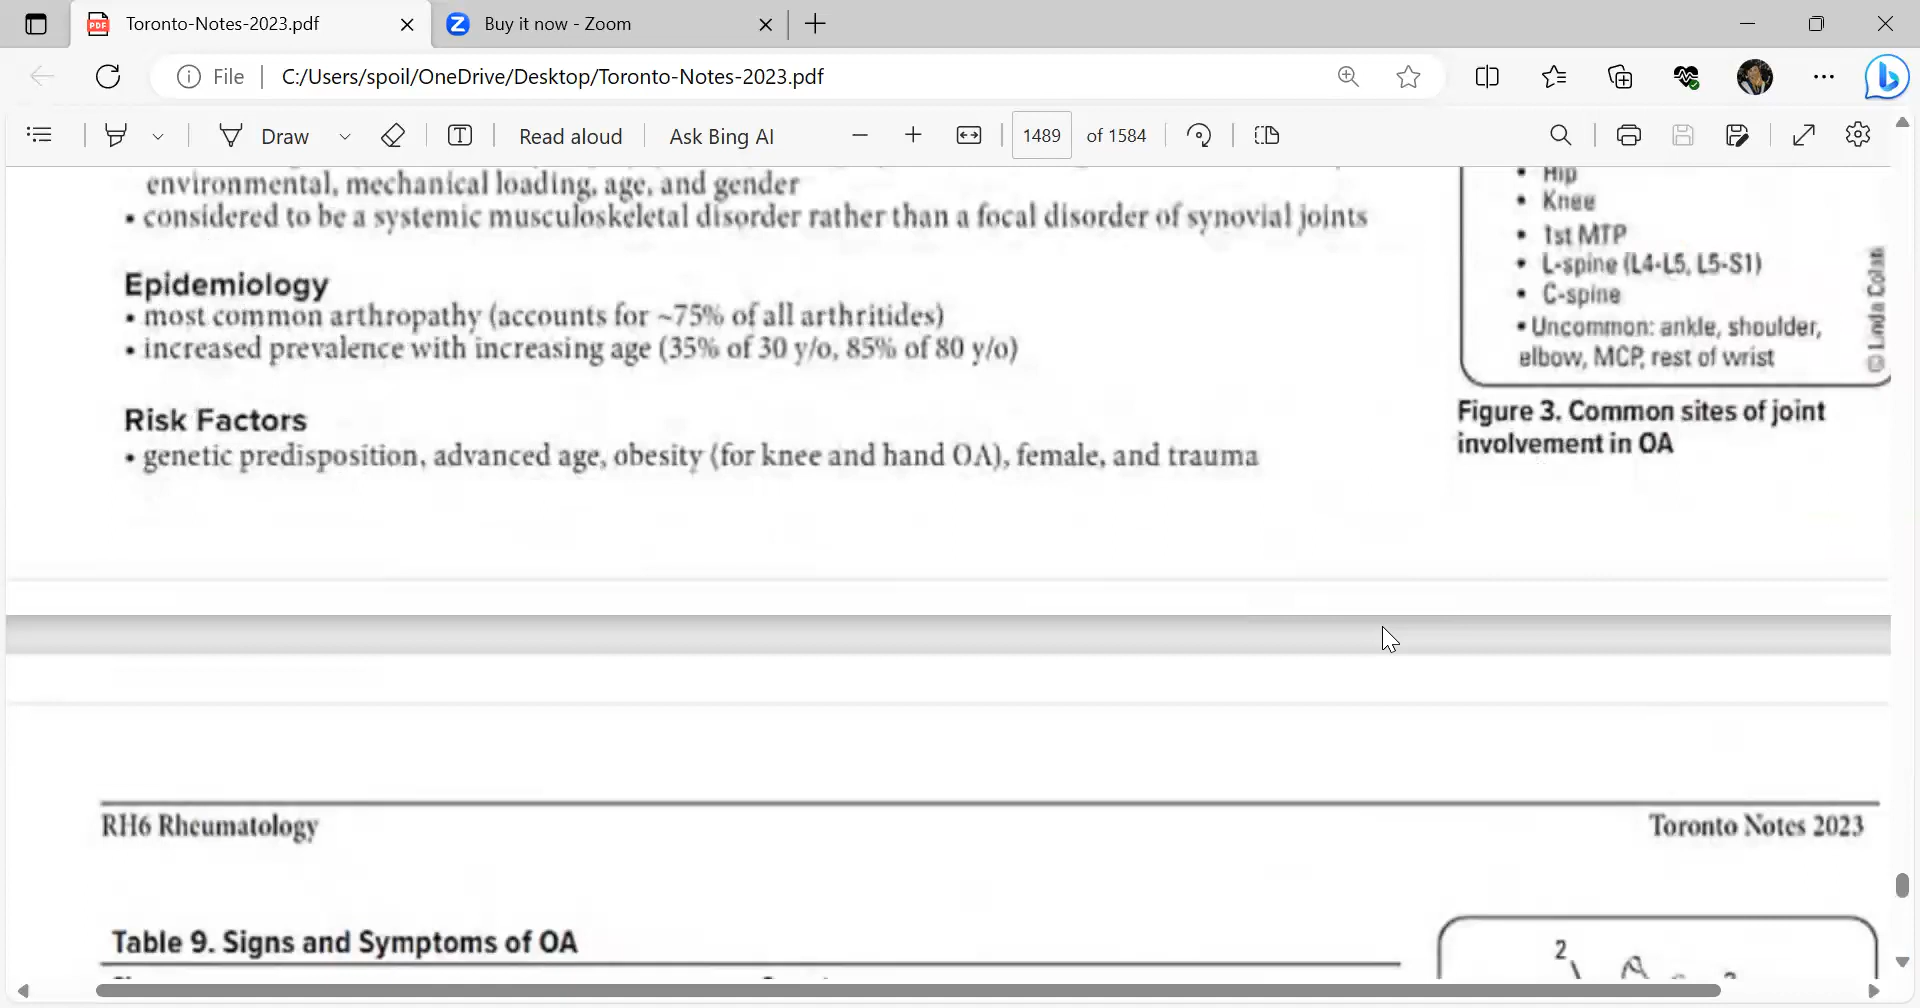 Toronto-Notes-2023.pdf
Buy it now - Zoom
File
C:/Users/spoil/OneDrive/Desktop/Toronto-Notes-2023.pdf
Draw
Read aloud
Ask Bing AI
1489 of 1584
environmental, mechanical loading, age, and gender
• considered to be a systemic musculoskeletal disorder rather than a focal disorder of synovial joints
Epidemiology
• most common arthropathy (accounts for ~75% of all arthritides)
• increased prevalence with increasing age (35% of 30 y/o, 85% of 80 y/o)
Risk Factors
• genetic predisposition, advanced age, obesity (for knee and hand OA), female, and trauma
• Hip
• Knee
• 1st MTP
• L-spine (L4-L5, L5-S1)
• C-spine
• Uncommon: ankle, shoulder,
elbow, MCP, rest of wrist
© Linda Colati
Figure 3. Common sites of joint
involvement in OA
RH6 Rheumatology
Toronto Notes 2023
Table 9. Signs and Symptoms of OA
2